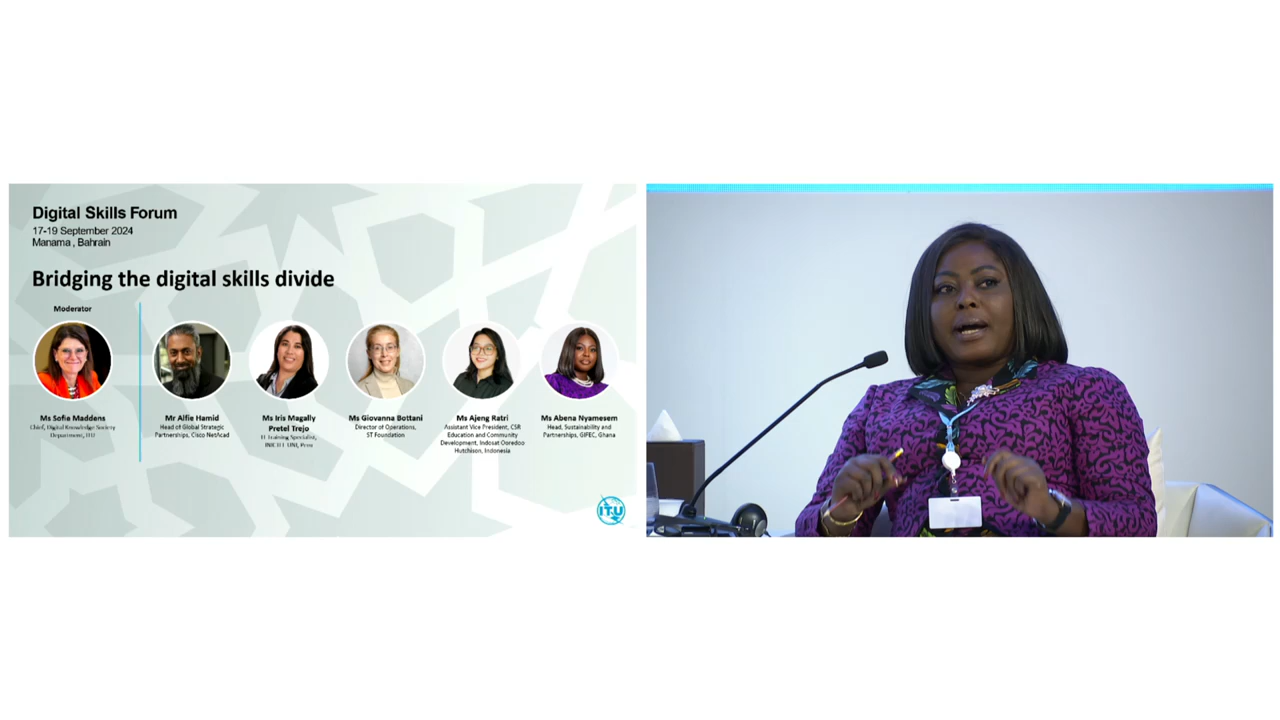 Digital Skills Forum
17-19 September 2024
Manama , Bahrain
Bridging the digital skills divide
Moderator
Ms Sofie Maddens
Chief, Digital Knowledge Society
Department, ITU
Mr Alfie Hamid
Head of Global Strategic
Partnerships, Cisco NetAcad
Ms Iris Magally
Pretel Trejo
IT Training Specialist,
INICTEL UNI, Peru
Ms Giovanna Bottani
Director of Operations,
ST Foundation
Ms Ajeng Ratri
Assistant Vice President, CSR
Education and Community
Development, Indosat Ooredoo
Hutchison, Indonesia
Ms Abena Nyamesem
Head, Sustainability and
Partnerships, GIFEC, Ghana
ITU